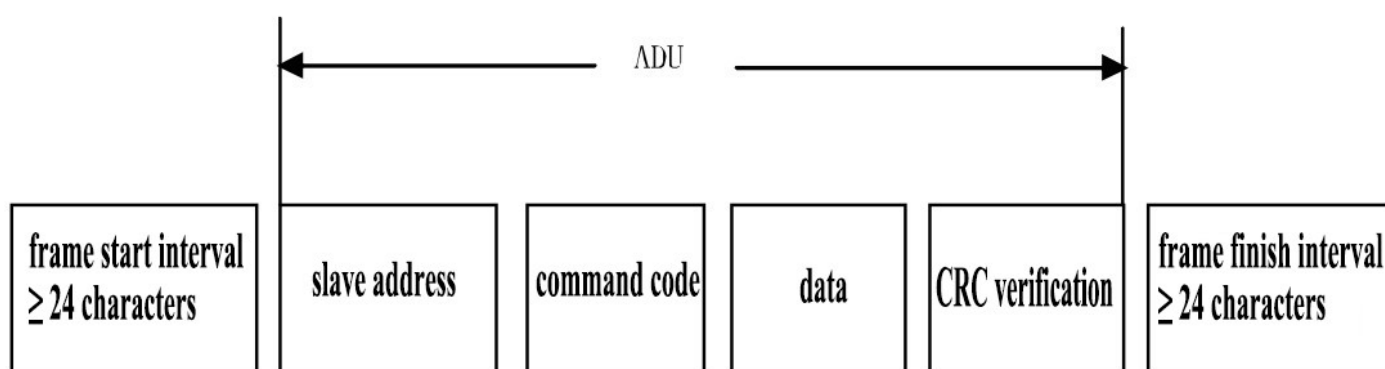 ADU
frame start interval
≥ 24 characters
slave address
command code
data
CRC verification
frame finish interval
≥ 24 characters